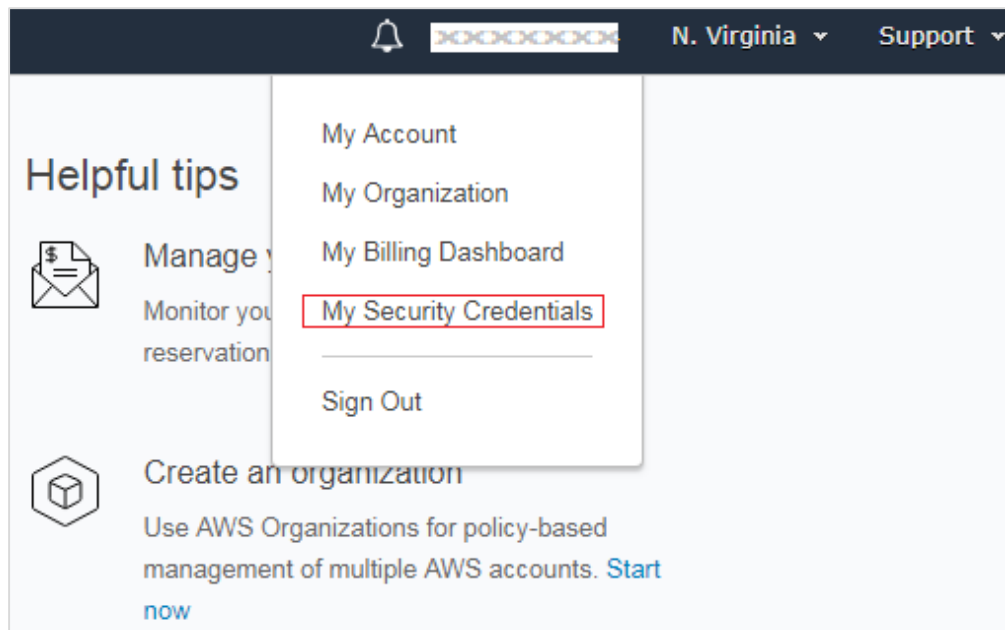 N. Virginia Support
My Account
My Organization
My Billing Dashboard
My Security Credentials
Sign Out
Helpful tips
Manage
Monitor you
reservation
Create an organization
Use AWS Organizations for policy-based
management of multiple AWS accounts. Start
now